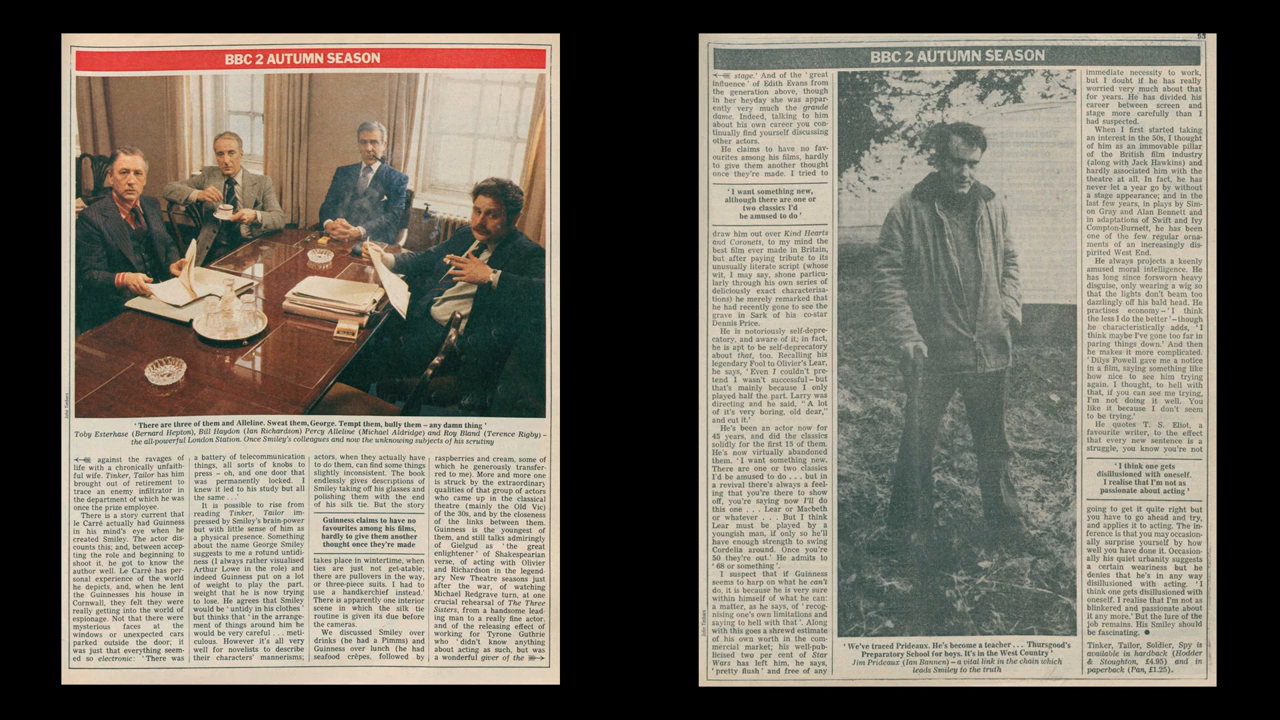 BBC 2 AUTUMN SEASON
'There are three of them and Alleline. Sweat them, George. Tempt them, bully them – any damn thing'
Toby Esterhase (Bernard Hepton), Bill Haydon (Ian Richardson) Percy Alleline (Michael Aldridge) and Roy Bland (Terence Rigby) –
the all-powerful London Station. Once Smiley's colleagues and now the unknowing subjects of his scrutiny
against the ravages of
life with a chronically unfaith-
ful wife. Tinker, Tailor has him
brought out of retirement to
trace an enemy infiltrator in
the department of which he was
once the prize employee.
There is a story current that
le Carré actually had Guinness
in his mind's eye when he
created Smiley. The actor dis-
counts this; and, between accep-
ting the role and beginning to
shoot it, he got to know the
author well. Le Carré has per-
sonal experience of the world
he depicts, and, when he lent
the Guinnesses his house in
Cornwall, they felt they were
really getting into the world of
espionage. Not that there were
mysterious faces at the
windows or unexpected cars
parked outside the door; it
was just that everything seem-
ed so electronic: 'There was
a battery of telecommunication
things, all sorts of knobs to
press – oh, and one door that
was permanently locked. I
knew it led to his study but all
the same . . .'
It is possible to rise from
reading Tinker, Tailor im-
pressed by Smiley's brain-power
but with little sense of him as
a physical presence. Something
about the name George Smiley
suggests to me a rotund untidi-
ness (I always rather visualised
Arthur Lowe in the role) and
indeed Guinness put on a lot
of weight to play the part,
weight that he is now trying
to lose. He agrees that Smiley
would be 'untidy in his clothes'
but thinks that 'in the arrange-
ment of things around him he
would be very careful . . . meti-
culous. However it's all very
well for novelists to describe
their characters' mannerisms;
actors, when they actually have
to do them, can find some things
slightly inconsistent. The book
endlessly gives descriptions of
Smiley taking off his glasses and
polishing them with the end
of his silk tie. But the story
Guinness claims to have no
favourites among his films,
hardly to give them another
thought once they're made
takes place in wintertime, when
ties are just not get-atable;
there are pullovers in the way,
or three-piece suits. I had to
use a handkerchief instead.'
There is apparently one interior
scene in which the silk tie
routine is given its due before
the cameras.
We discussed Smiley over
drinks (he had a Pimms) and
Guinness over lunch (he had
seafood crêpes, followed by
raspberries and cream, some of
which he generously transfer-
red to me). More and more one
is struck by the extraordinary
qualities of that group of actors
who came up in the classical
theatre (mainly the Old Vic)
of the 30s, and by the closeness
of the links between them.
Guinness is the youngest of
them, and still talks admiringly
of Gielgud as 'the great
enlightener' of Shakespearian
verse, of acting with Olivier
and Richardson in the legend-
ary New Theatre seasons just
after the war, of watching
Michael Redgrave turn, at one
crucial rehearsal of The Three
Sisters, from a handsome lead-
ing man to a really fine actor.
and of the releasing effect of
working for Tyrone Guthrie
who 'didn't know anything
about acting as such, but was
a wonderful giver of the
53
BBC 2 AUTUMN SEASON
stage.' And of the 'great
influence' of Edith Evans from
the generation above, though
in her heyday she was appar-
ently very much the grande
dame. Indeed, talking to him
about his own career you con-
tinually find yourself discussing
other actors.
He claims to have no fav-
ourites among his films, hardly
to give them another thought
once they're made. I tried to
'I want something new,
although there are one or
two classics I'd
be amused to do'
draw him out over Kind Hearts
and Coronets, to my mind the
best film ever made in Britain,
but after paying tribute to its
unusually literate script (whose
wit, I may say, shone particu-
larly through his own series of
deliciously exact characterisa-
tions) he merely remarked that
he had recently gone to see the
grave in Sark of his co-star
Dennis Price.
He is notoriously self-depre-
catory, and aware of it; in fact,
he is apt to be self-deprecatory
about that, too. Recalling his
legendary Fool to Olivier's Lear,
he says, 'Even I couldn't pre-
tend I wasn't successful – but
that's mainly because I only
played half the part. Larry was
directing and he said, "A lot
of it's very boring, old dear,"
and cut it.'
He's been an actor now for
45 years, and did the classics
solidly for the first 15 of them.
He's now virtually abandoned
them. 'I want something new.
There are one or two classics
I'd be amused to do . . . but in
a revival there's always a feel-
ing that you're there to show
off, you're saying now I'll do
this one . . . Lear or Macbeth
or whatever . . . But I think
Lear must be played by a
youngish man, if only so he'll
have enough strength to swing
Cordelia around. Once you're
50 they're out.' He admits to
'68 or something'.
I suspect that if Guinness
seems to harp on what he can't
do, it is because he is very sure
within himself of what he can:
a matter, as he says, of 'recog-
nising one's own limitations and
saying to hell with that'. Along
with this goes a shrewd estimate
of his own worth in the com-
mercial market; his well-pub-
licised two per cent of Star
Wars has left him, he says,
'pretty flush' and free of any
'We've traced Prideaux. He's become a teacher . . . Thursgood's
Preparatory School for boys. It's in the West Country'
Jim Prideaux (Ian Bannen) – a vital link in the chain which
leads Smiley to the truth
immediate necessity to work,
but I doubt if he has really
worried very much about that
for years. He has divided his
career between screen and
stage more carefully than I
had suspected.
When I first started taking
an interest in the 50s, I thought
of him as an immovable pillar
of the British film industry
(along with Jack Hawkins) and
hardly associated him with the
theatre at all. In fact, he has
never let a year go by without
a stage appearance; and in the
last few years, in plays by Sim-
on Gray and Alan Bennett and
in adaptations of Swift and Ivy
Compton-Burnett, he has been
one of the few regular orna-
ments of an increasingly dis-
pirited West End.
He always projects a keenly
amused moral intelligence. He
has long since forsworn heavy
disguise, only wearing a wig so
that the lights don't beam too
dazzlingly off his bald head. He
practises economy – 'I think
the less I do the better' – though
he characteristically adds, 'I
think maybe I've gone too far in
paring things down.' And then
he makes it more complicated.
'Dilys Powell gave me a notice
in a film, saying something like
how nice to see him trying
again. I thought, to hell with
that, if you can see me trying,
I'm not doing it well. You
like it because I don't seem
to be trying.'
He quotes T. S. Eliot, a
favourite writer, to the effect
that every new sentence is a
struggle, you know you're not
'I think one gets
disillusioned with oneself.
I realise that I'm not as
passionate about acting'
going to get it quite right but
you have to go ahead and try,
and applies it to acting. The in-
ference is that you may occasion-
ally surprise yourself by how
well you have done it. Occasion-
ally his quiet urbanity suggests
a certain weariness but he
denies that he's in any way
disillusioned with acting. 'I
think one gets disillusioned with
oneself. I realise that I'm not as
blinkered and passionate about
it any more.' But the lure of the
job remains. His Smiley should
be fascinating. ●
Tinker, Tailor, Soldier, Spy is
available in hardback (Hodder
& Stoughton, £4.95) and in
paperback (Pan, £1.25).